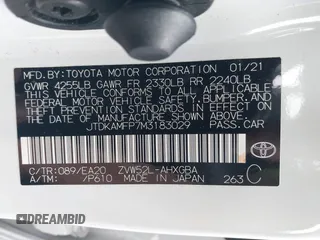 MFD.BY:TOYOTA MOTOR CORPORATION 01/21
GVWR 4255LB GAWR FR 2330LB RR 2240LB
THIS VEHICLE CONFORMS TO ALL APPLICABLE
FEDERAL MOTOR VEHICLE SAFETY, BUMPER, AND
THEFT PREVENTION STANDARDS IN EFFECT ON THE
DATE OF MANUFACTURE SHOWN ABOVE.
JTDKAMFP7M3183029 PASS.CAR
C/TR:089/EA20 ZVW52L-AHXGBA
A/TM: /P610 MADE IN JAPAN 263 C
DREAMBID.com